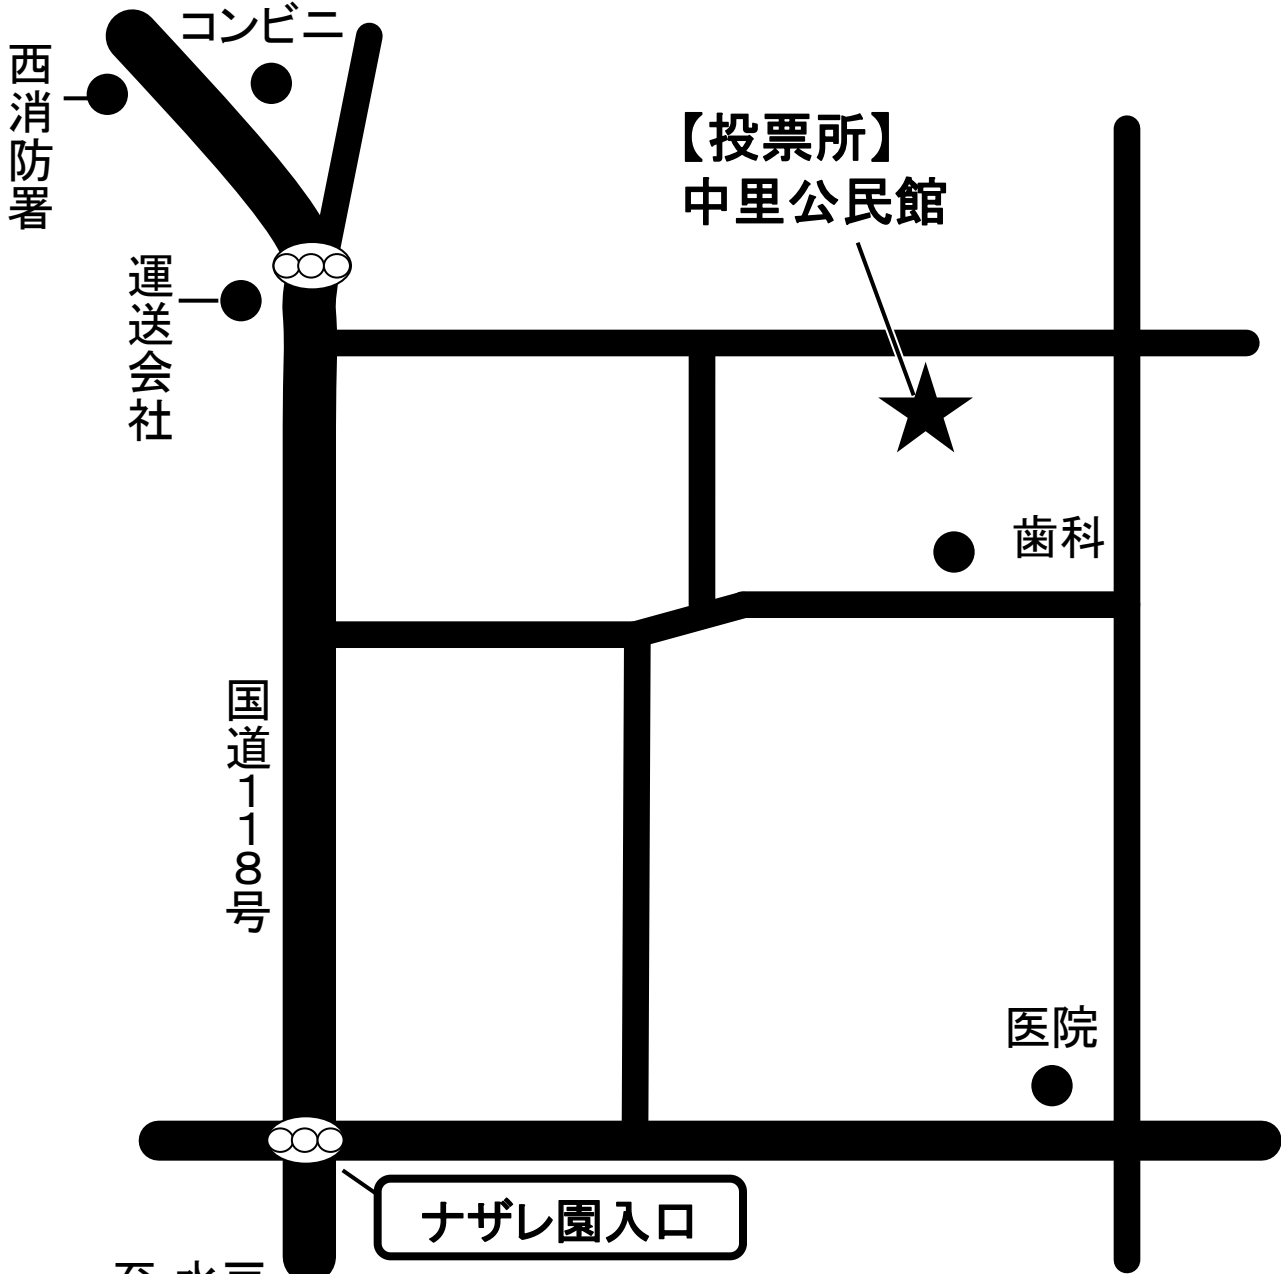 コンビニ
西消防署
【投票所】
中里公民館
運送会社
歯科
国道118号
医院
ナザレ園入口